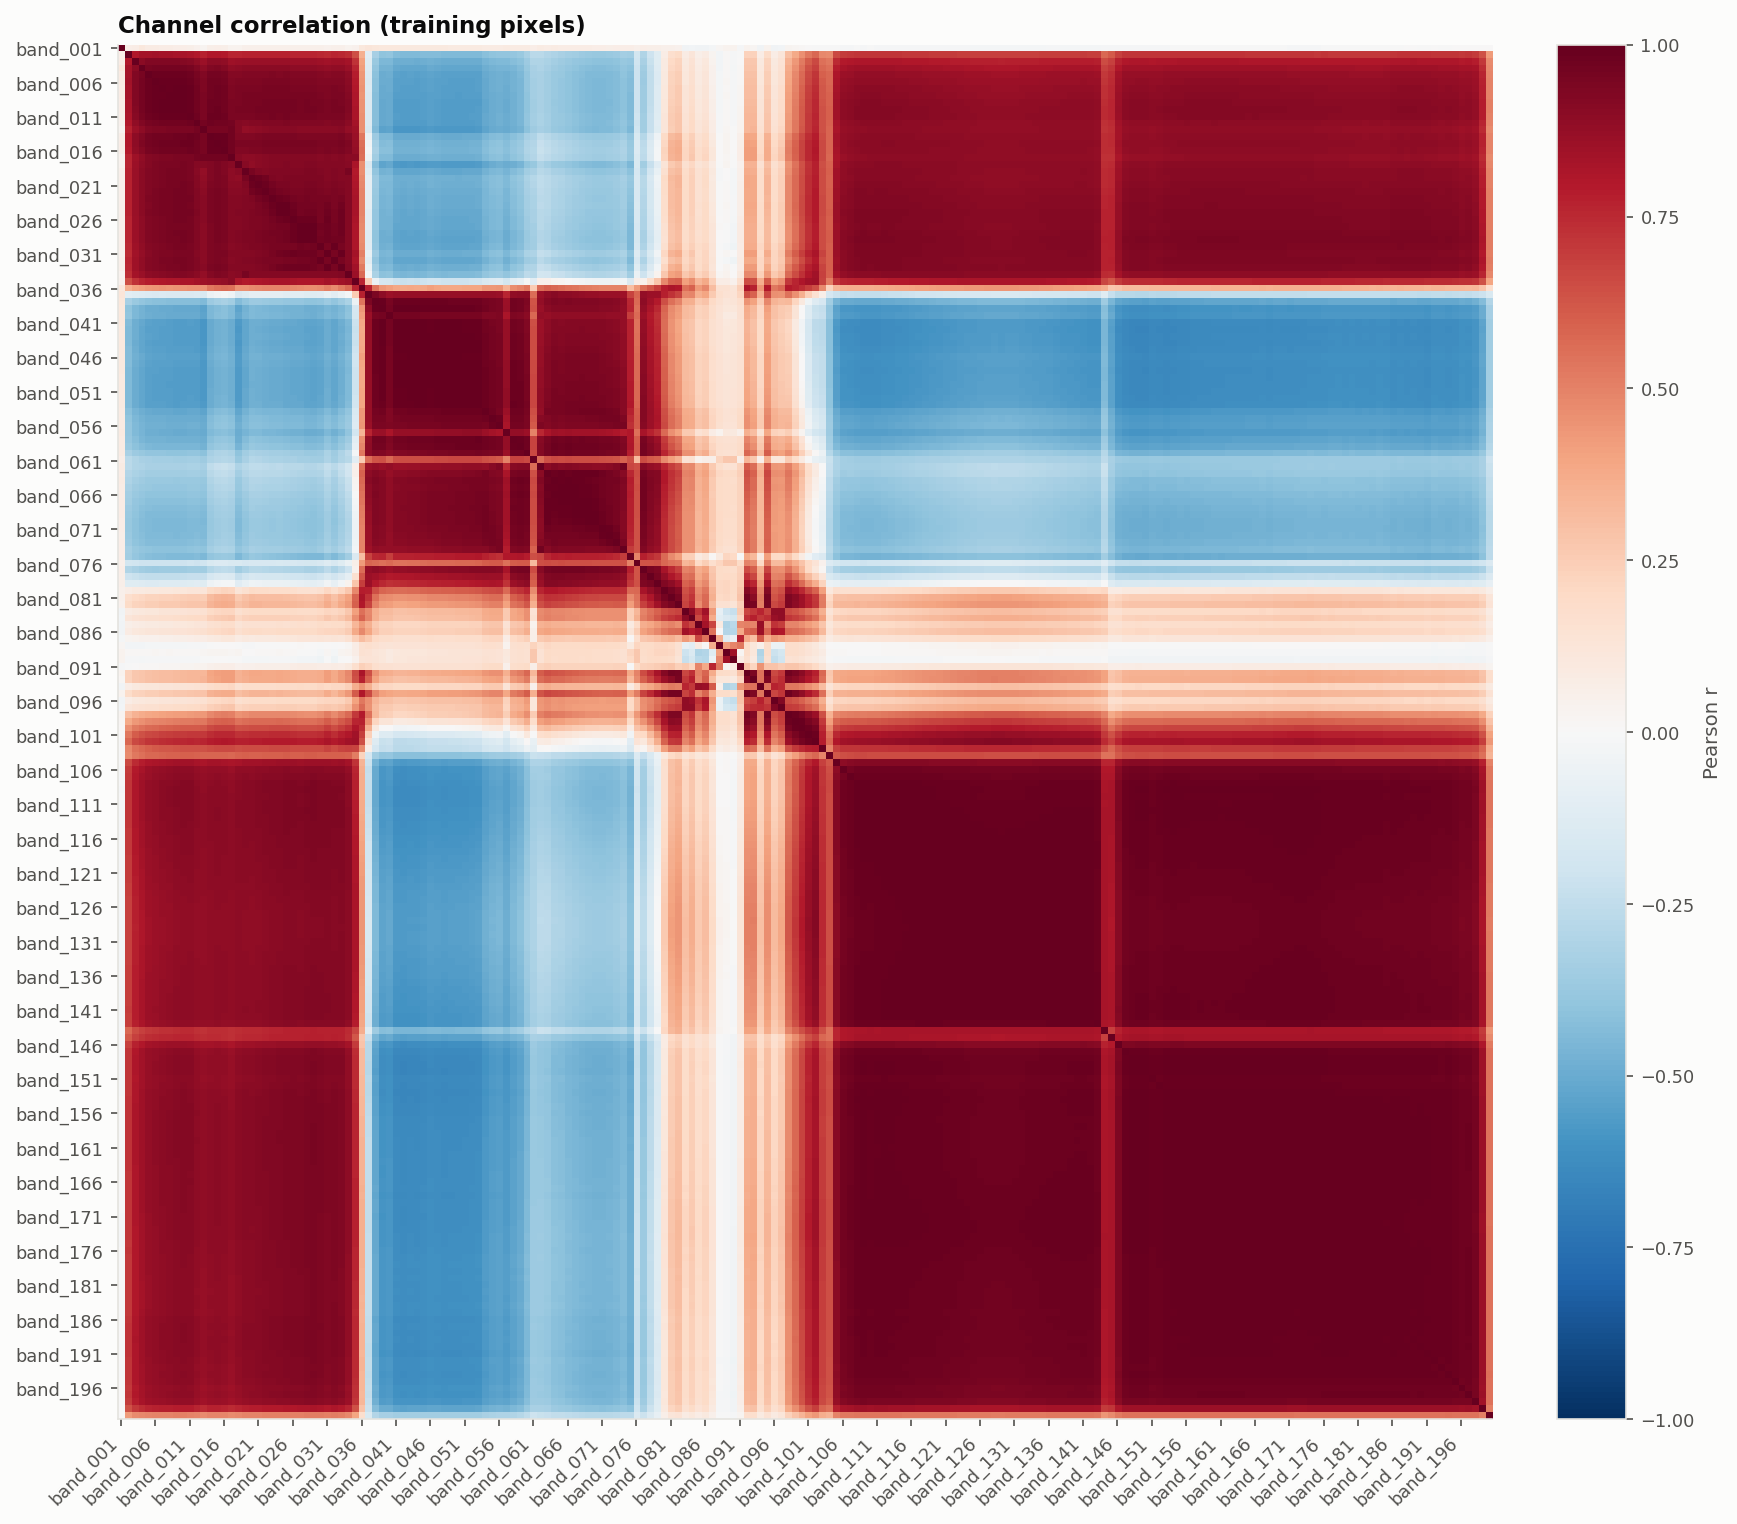 Channel correlation (training pixels)
band_001
band_006
band_011
band_016
band_021
band_026
band_031
band_036
band_041
band_046
band_051
band_056
band_061
band_066
band_071
band_076
band_081
band_086
band_091
band_096
band_101
band_106
band_111
band_116
band_121
band_126
band_131
band_136
band_141
band_146
band_151
band_156
band_161
band_166
band_171
band_176
band_181
band_186
band_191
band_196
band_001
band_006
band_011
band_016
band_021
band_026
band_031
band_036
band_041
band_046
band_051
band_056
band_061
band_066
band_071
band_076
band_081
band_086
band_091
band_096
band_101
band_106
band_111
band_116
band_121
band_126
band_131
band_136
band_141
band_146
band_151
band_156
band_161
band_166
band_171
band_176
band_181
band_186
band_191
band_196
1.00
0.75
0.50
0.25
0.00
−0.25
−0.50
−0.75
−1.00
Pearson r